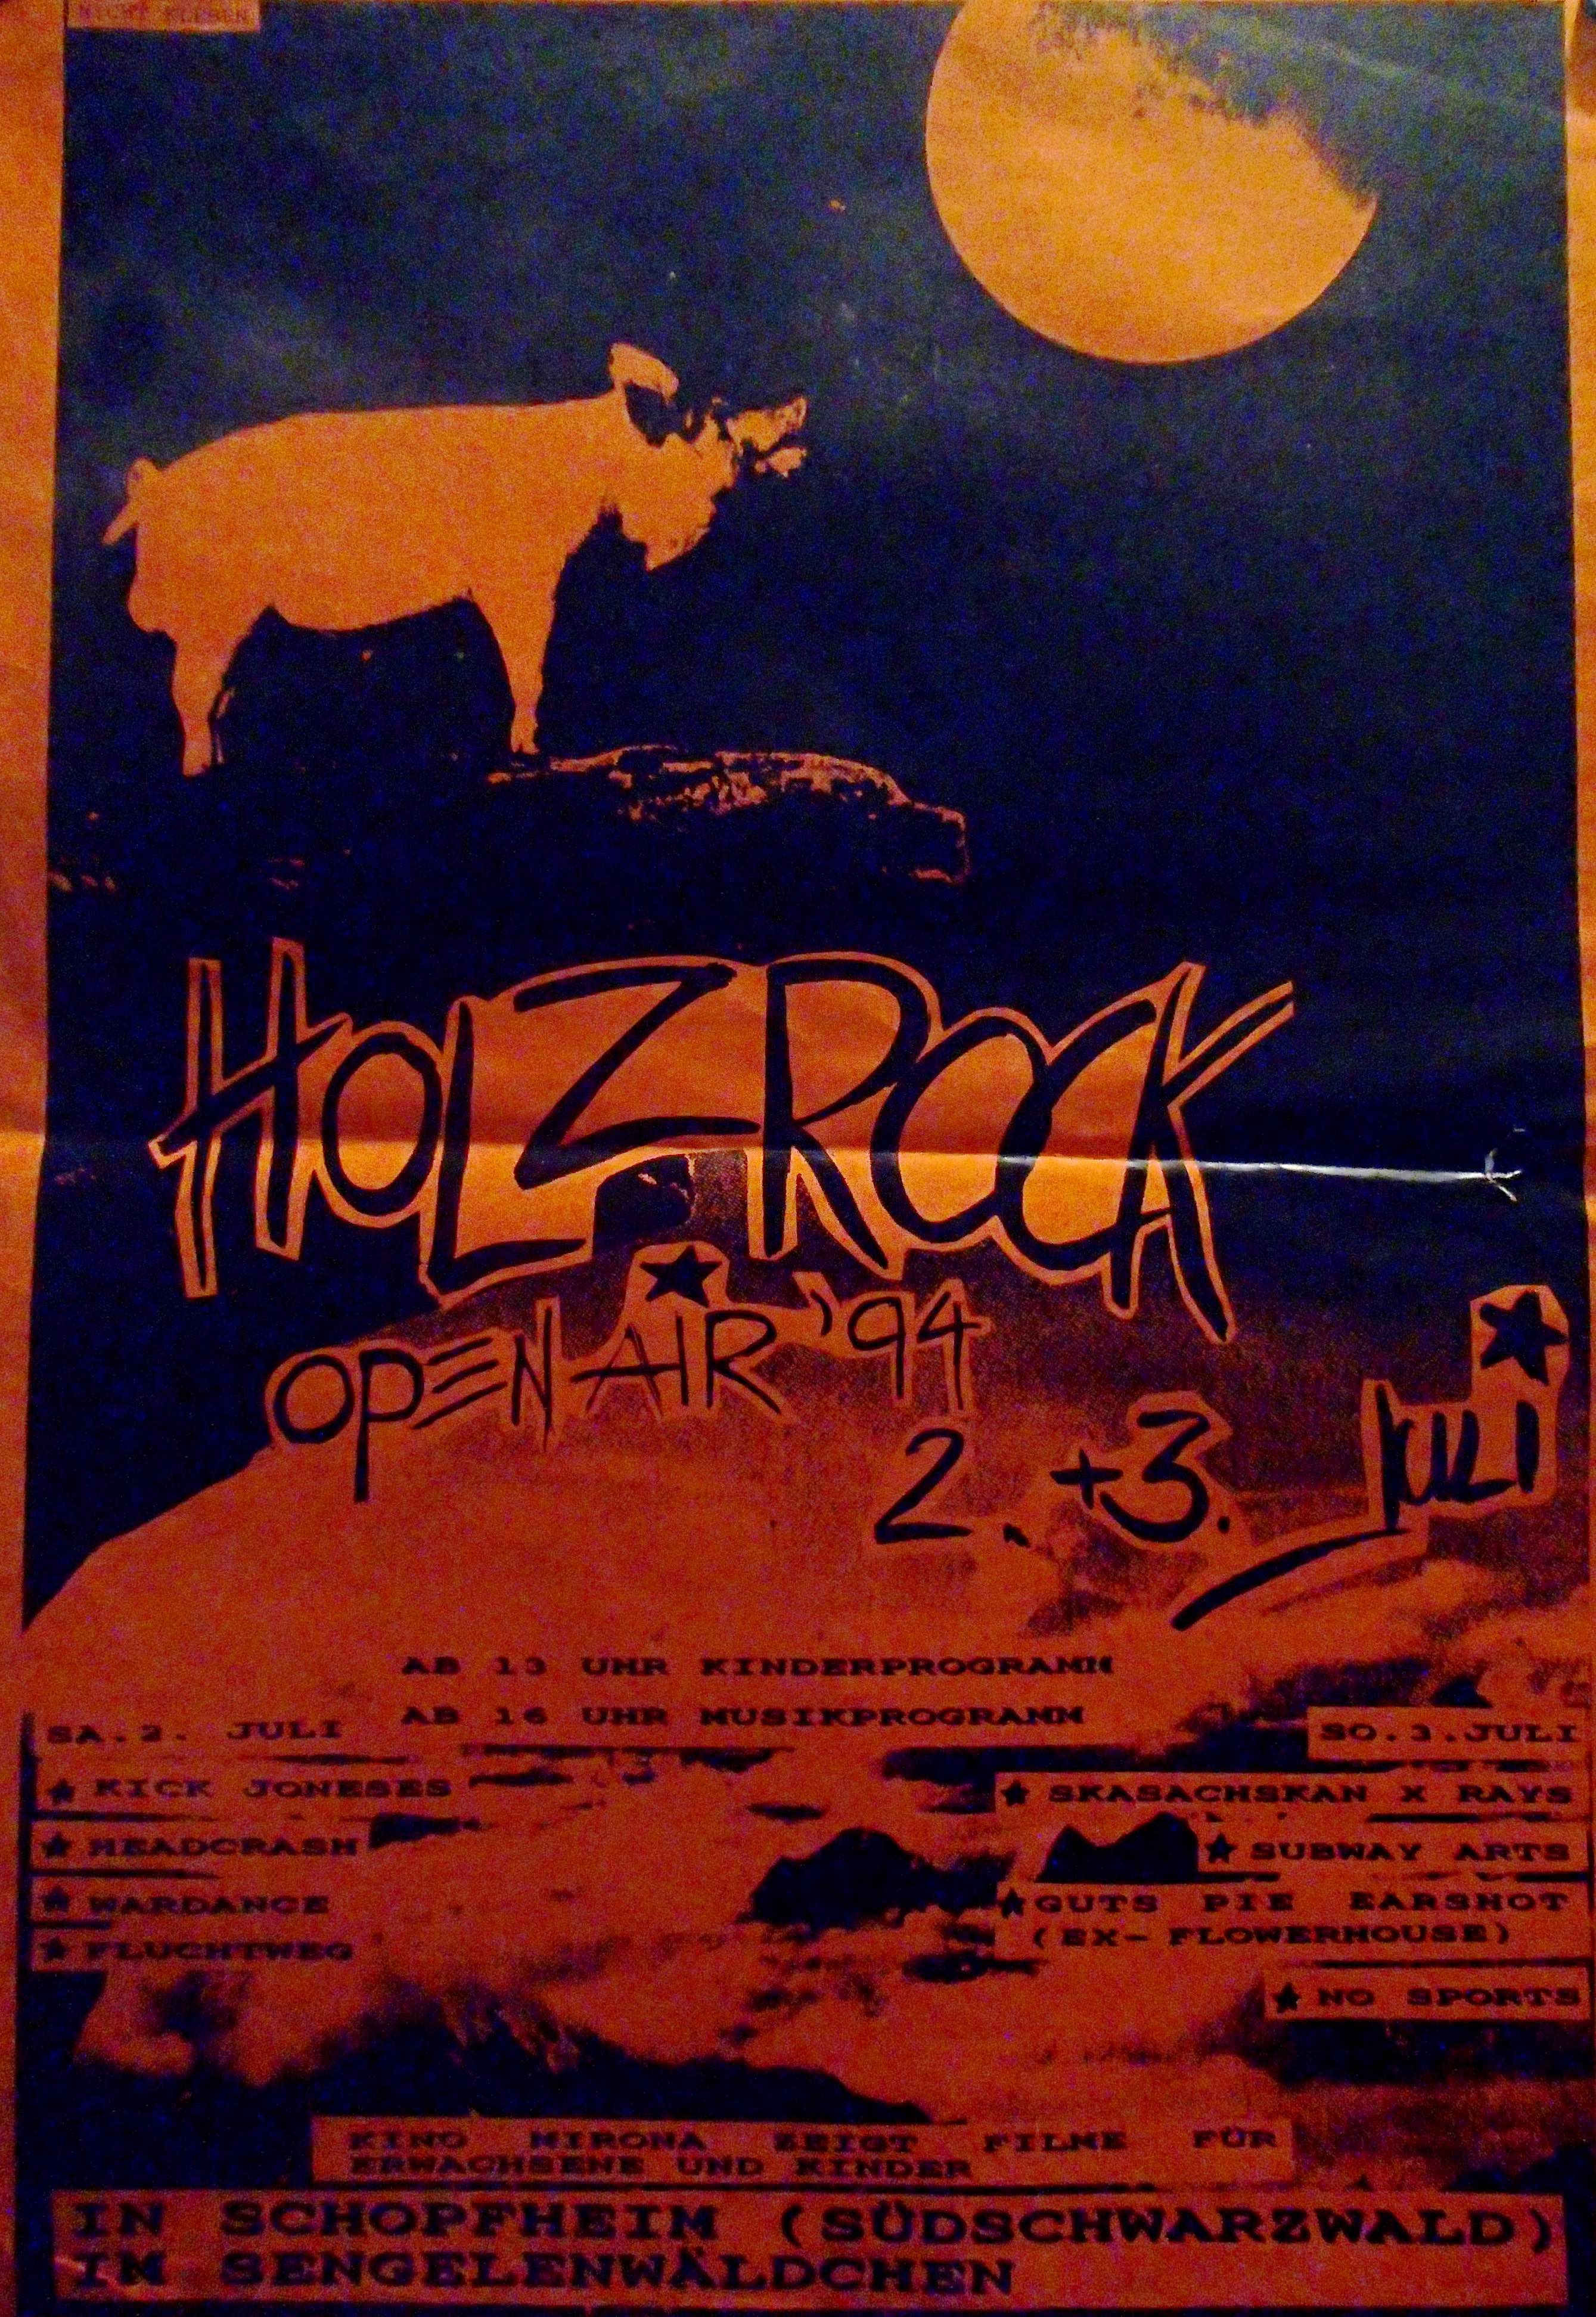 NICHT KLEBEN
HOLZROCK
OPEN AIR '94
2. +3. JULI
AB 13 UHR KINDERPROGRAMM
AB 16 UHR MUSIKPROGRAMM
SA.2. JULI
KICK JONESES
HEADCRASH
WARDANCE
FLUCHTWEG
SO.3.JULI
SKASACHSKAN X RAYS
SUBWAY ARTS
GUTS PIE EARSHOT
(EX- FLOWERHOUSE)
NO SPORTS
KINO MIRONA ZEIGT FILME FÜR
ERWACHSENE UND KINDER
IN SCHOPFHEIM (SÜDSCHWARZWALD)
IM SENGELENWÄLDCHEN